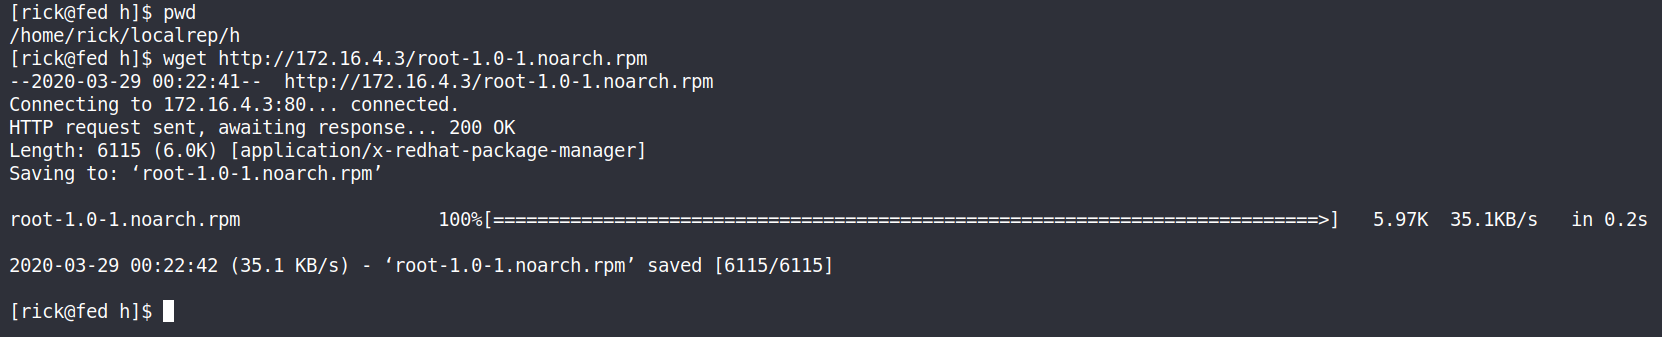 [rick@fed h]$ pwd
/home/rick/localrep/h
[rick@fed h]$ wget http://172.16.4.3/root-1.0-1.noarch.rpm
--2020-03-29 00:22:41--  http://172.16.4.3/root-1.0-1.noarch.rpm
Connecting to 172.16.4.3:80... connected.
HTTP request sent, awaiting response... 200 OK
Length: 6115 (6.0K) [application/x-redhat-package-manager]
Saving to: ‘root-1.0-1.noarch.rpm’
root-1.0-1.noarch.rpm                  100%[===========================================================================>]   5.97K  35.1KB/s   in 0.2s
2020-03-29 00:22:42 (35.1 KB/s) - ‘root-1.0-1.noarch.rpm’ saved [6115/6115]
[rick@fed h]$